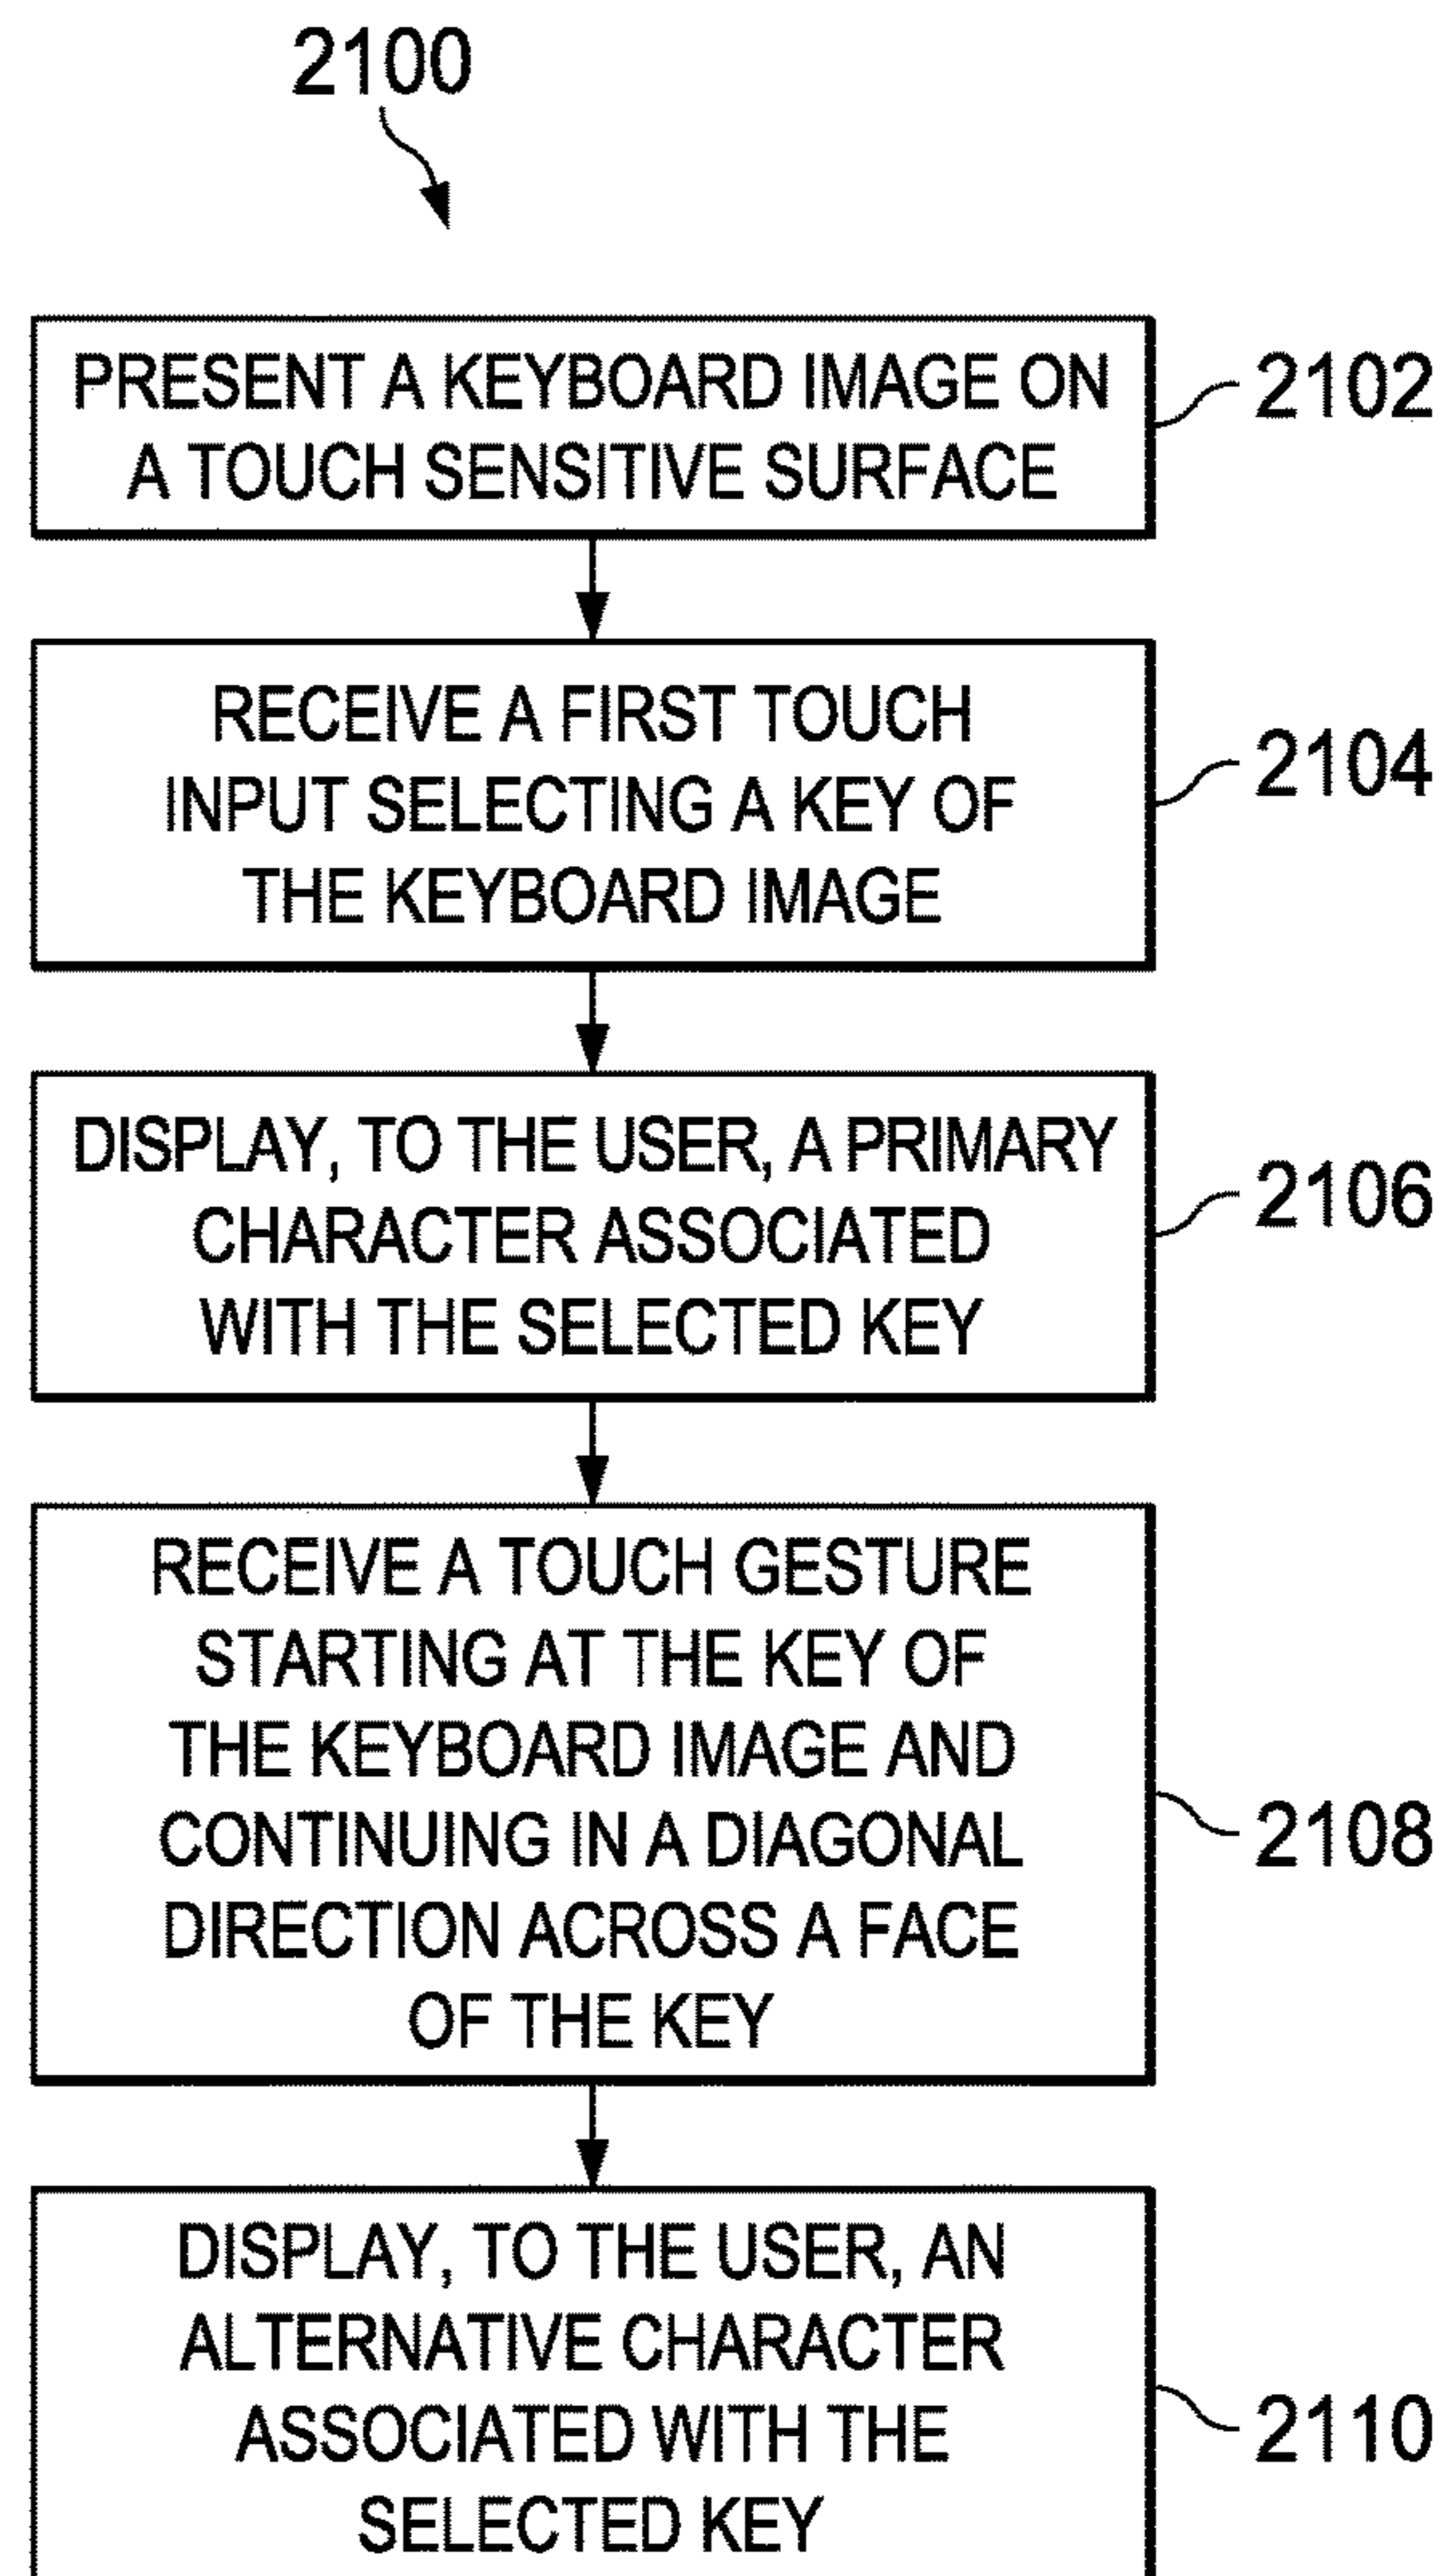 2100
PRESENT A KEYBOARD IMAGE ON
A TOUCH SENSITIVE SURFACE
2102
RECEIVE A FIRST TOUCH
INPUT SELECTING A KEY OF
THE KEYBOARD IMAGE
2104
DISPLAY, TO THE USER, A PRIMARY
CHARACTER ASSOCIATED
WITH THE SELECTED KEY
2106
RECEIVE A TOUCH GESTURE
STARTING AT THE KEY OF
THE KEYBOARD IMAGE AND
CONTINUING IN A DIAGONAL
DIRECTION ACROSS A FACE
OF THE KEY
2108
DISPLAY, TO THE USER, AN
ALTERNATIVE CHARACTER
ASSOCIATED WITH THE
SELECTED KEY
2110